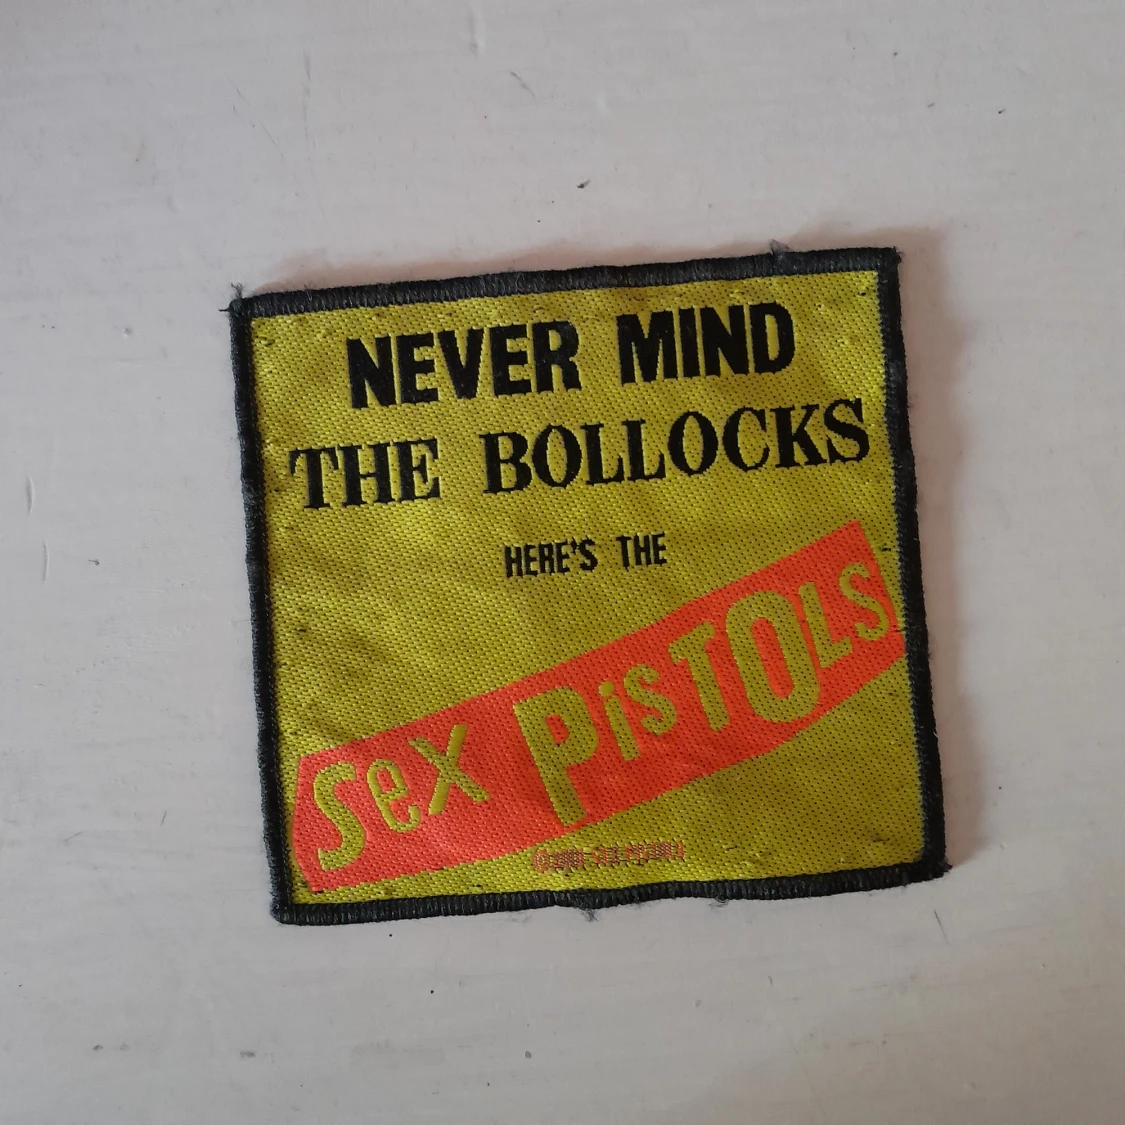 NEVER MIND
THE BOLLOCKS
HERE'S THE
Sex PiSTOLS